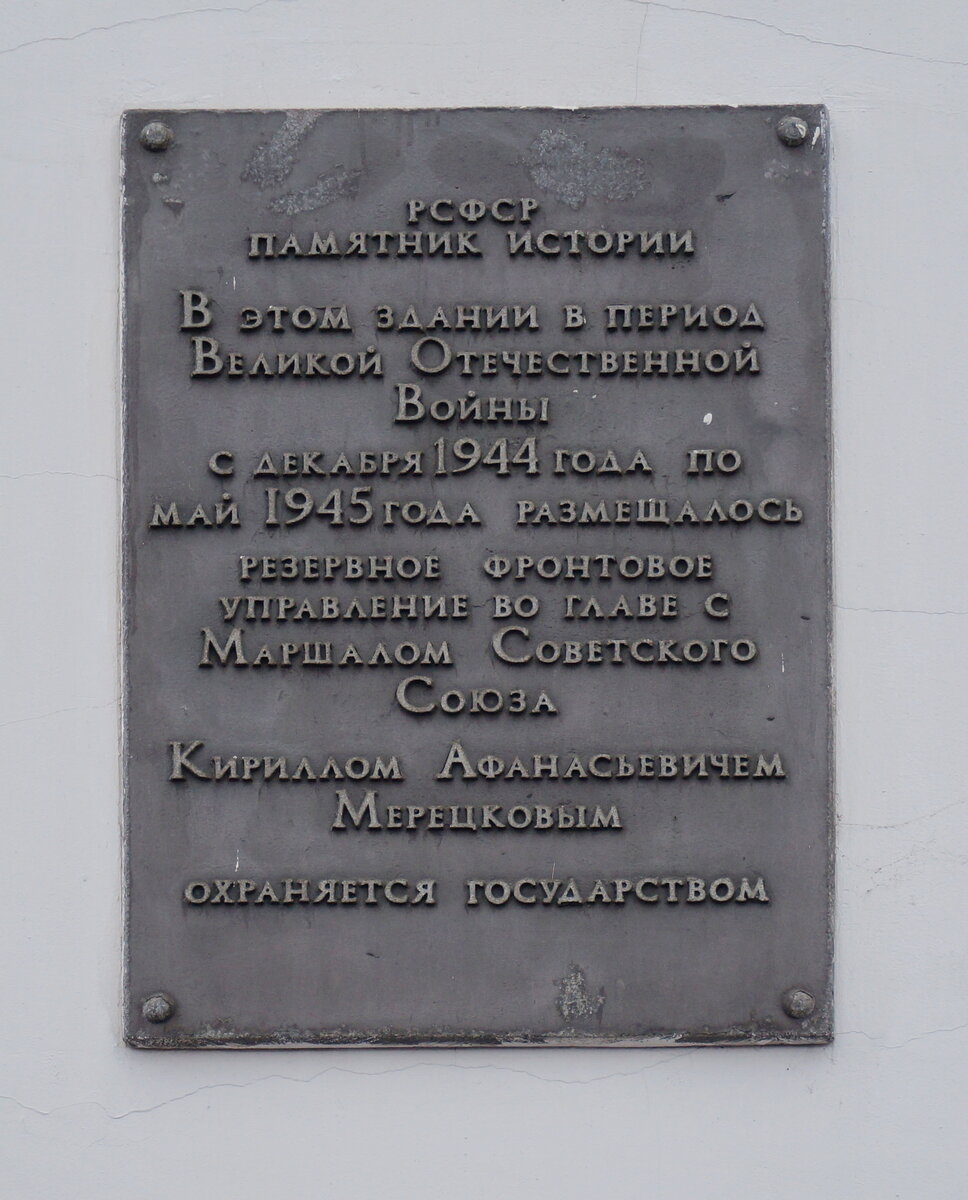 РСФСР
ПАМЯТНИК ИСТОРИИ
В ЭТОМ ЗДАНИИ В ПЕРИОД
ВЕЛИКОЙ ОТЕЧЕСТВЕННОЙ
ВОЙНЫ
С ДЕКАБРЯ 1944 ГОДА ПО
МАЙ 1945 ГОДА РАЗМЕЩАЛОСЬ
РЕЗЕРВНОЕ ФРОНТОВОЕ
УПРАВЛЕНИЕ ВО ГЛАВЕ С
МАРШАЛОМ СОВЕТСКОГО
СОЮЗА
КИРИЛЛОМ АФАНАСЬЕВИЧЕМ
МЕРЕЦКОВЫМ
ОХРАНЯЕТСЯ ГОСУДАРСТВОМ